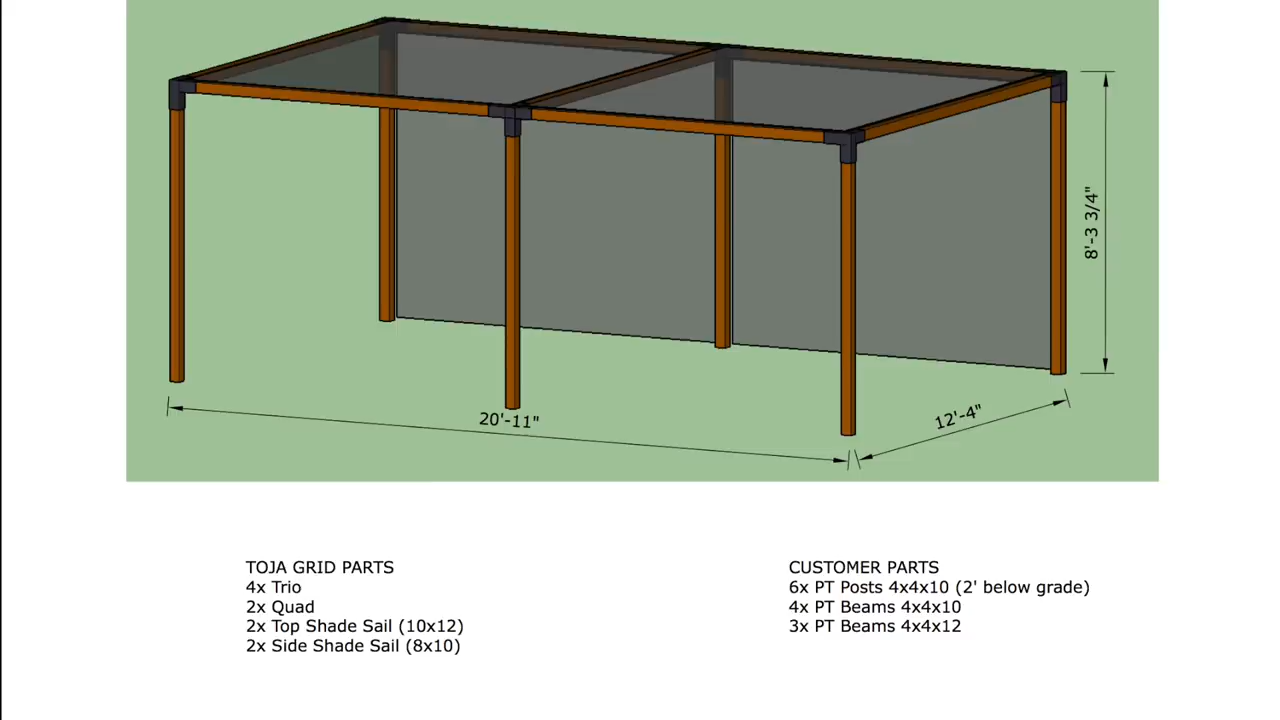 8'-3 3/4"
20'-11"
12'-4"
TOJA GRID PARTS
4x Trio
2x Quad
2x Top Shade Sail (10x12)
2x Side Shade Sail (8x10)
CUSTOMER PARTS
6x PT Posts 4x4x10 (2' below grade)
4x PT Beams 4x4x10
3x PT Beams 4x4x12